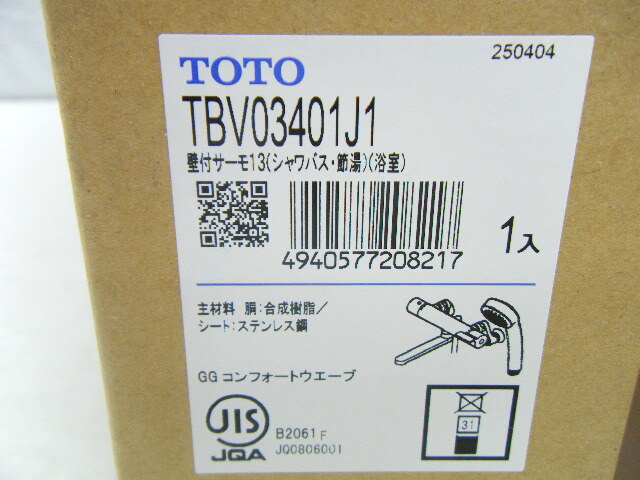 250404
TOTO
TBV03401J1
壁付サーモ13(シャワバス・節湯)(浴室)
4940577208217
1入
主材料 胴:合成樹脂/
シート:ステンレス鋼
GGコンフォートウエーブ
JIS
JQA
B2061 F
JQ0806001
31